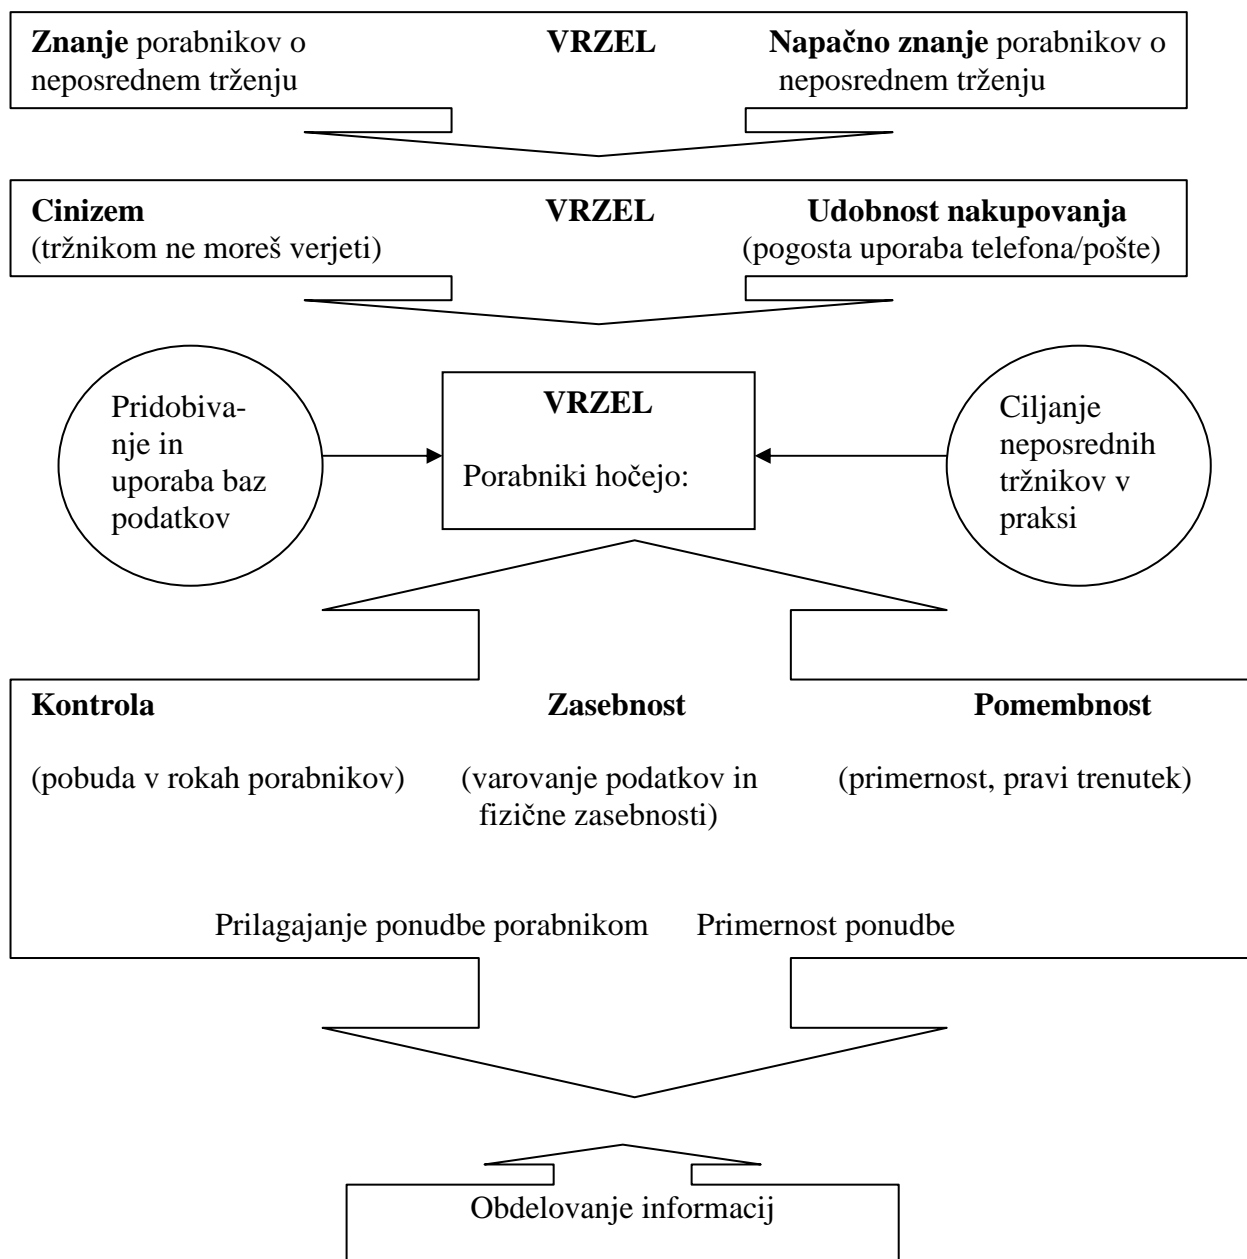 Znanje porabnikov o VRZEL Napačno znanje porabnikov o
neposrednem trženju neposrednem trženju
Cinizem VRZEL Udobnost nakupovanja
(tržnikom ne moreš verjeti) (pogosta uporaba telefona/pošte)
Pridobiva-
nje in
uporaba baz
podatkov
VRZEL
Porabniki hočejo:
Ciljanje
neposrednih
tržnikov v
praksi
Kontrola Zasebnost Pomembnost
(pobuda v rokah porabnikov) (varovanje podatkov in (primernost, pravi trenutek)
fizične zasebnosti)
Prilagajanje ponudbe porabnikom Primernost ponudbe
Obdelovanje informacij